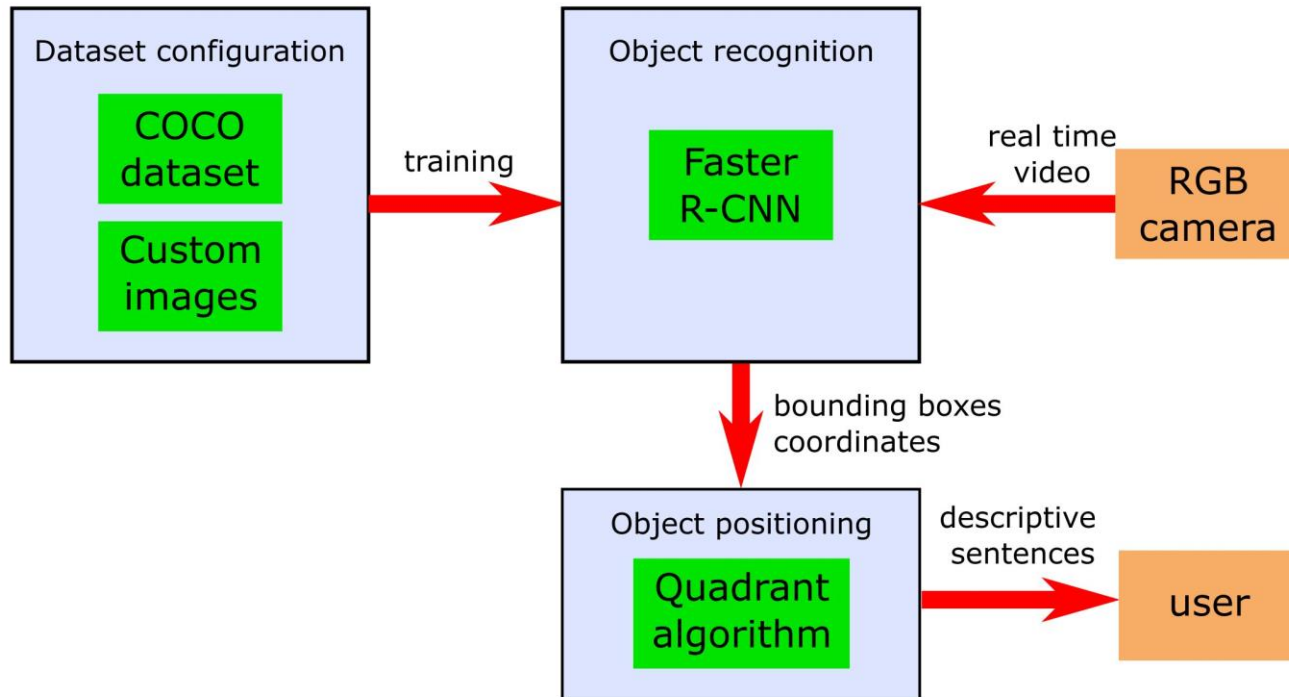 Dataset configuration
COCO
dataset
Custom
images
training
Object recognition
Faster
R-CNN
real time
video
RGB
camera
bounding boxes
coordinates
Object positioning
Quadrant
algorithm
descriptive
sentences
user